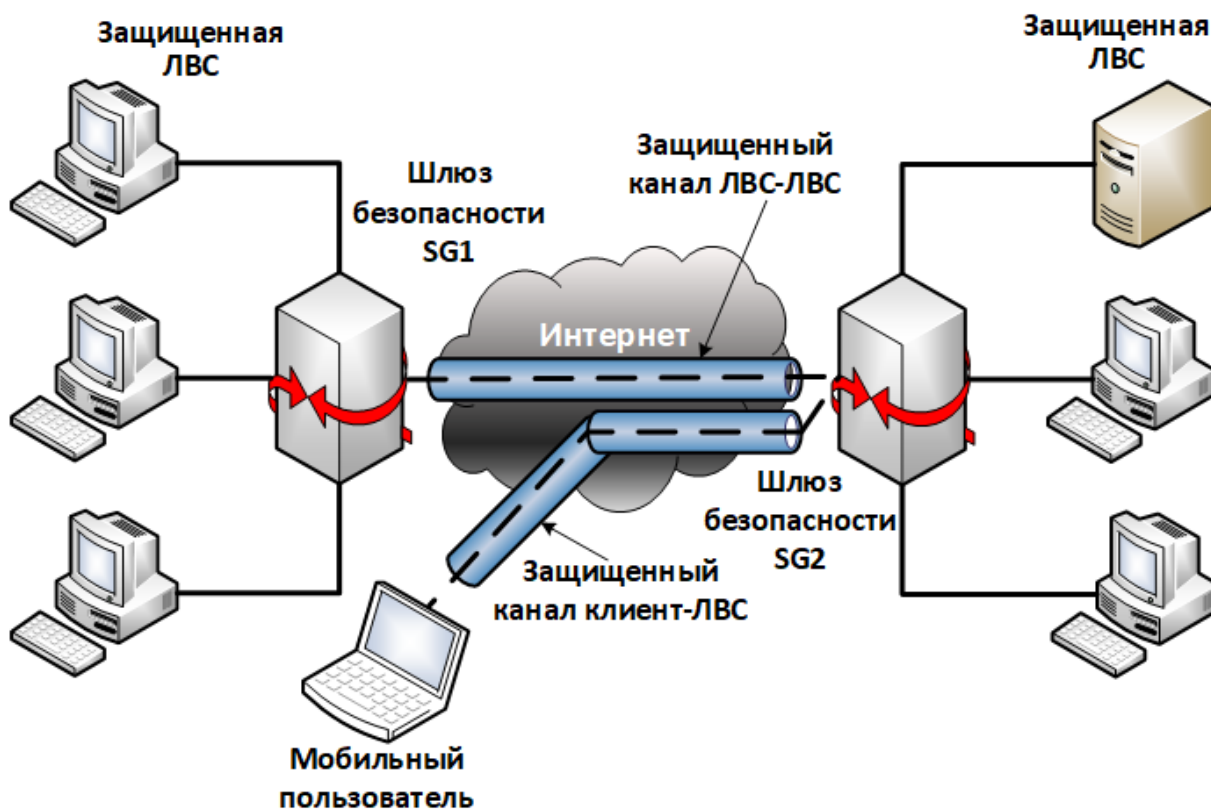 Защищенная
ЛВС
Защищенная
ЛВС
Защищенный
канал ЛВС-ЛВС
Шлюз
безопасности
SG1
Интернет
Шлюз
безопасности
SG2
Защищенный
канал клиент-ЛВС
Мобильный
пользователь